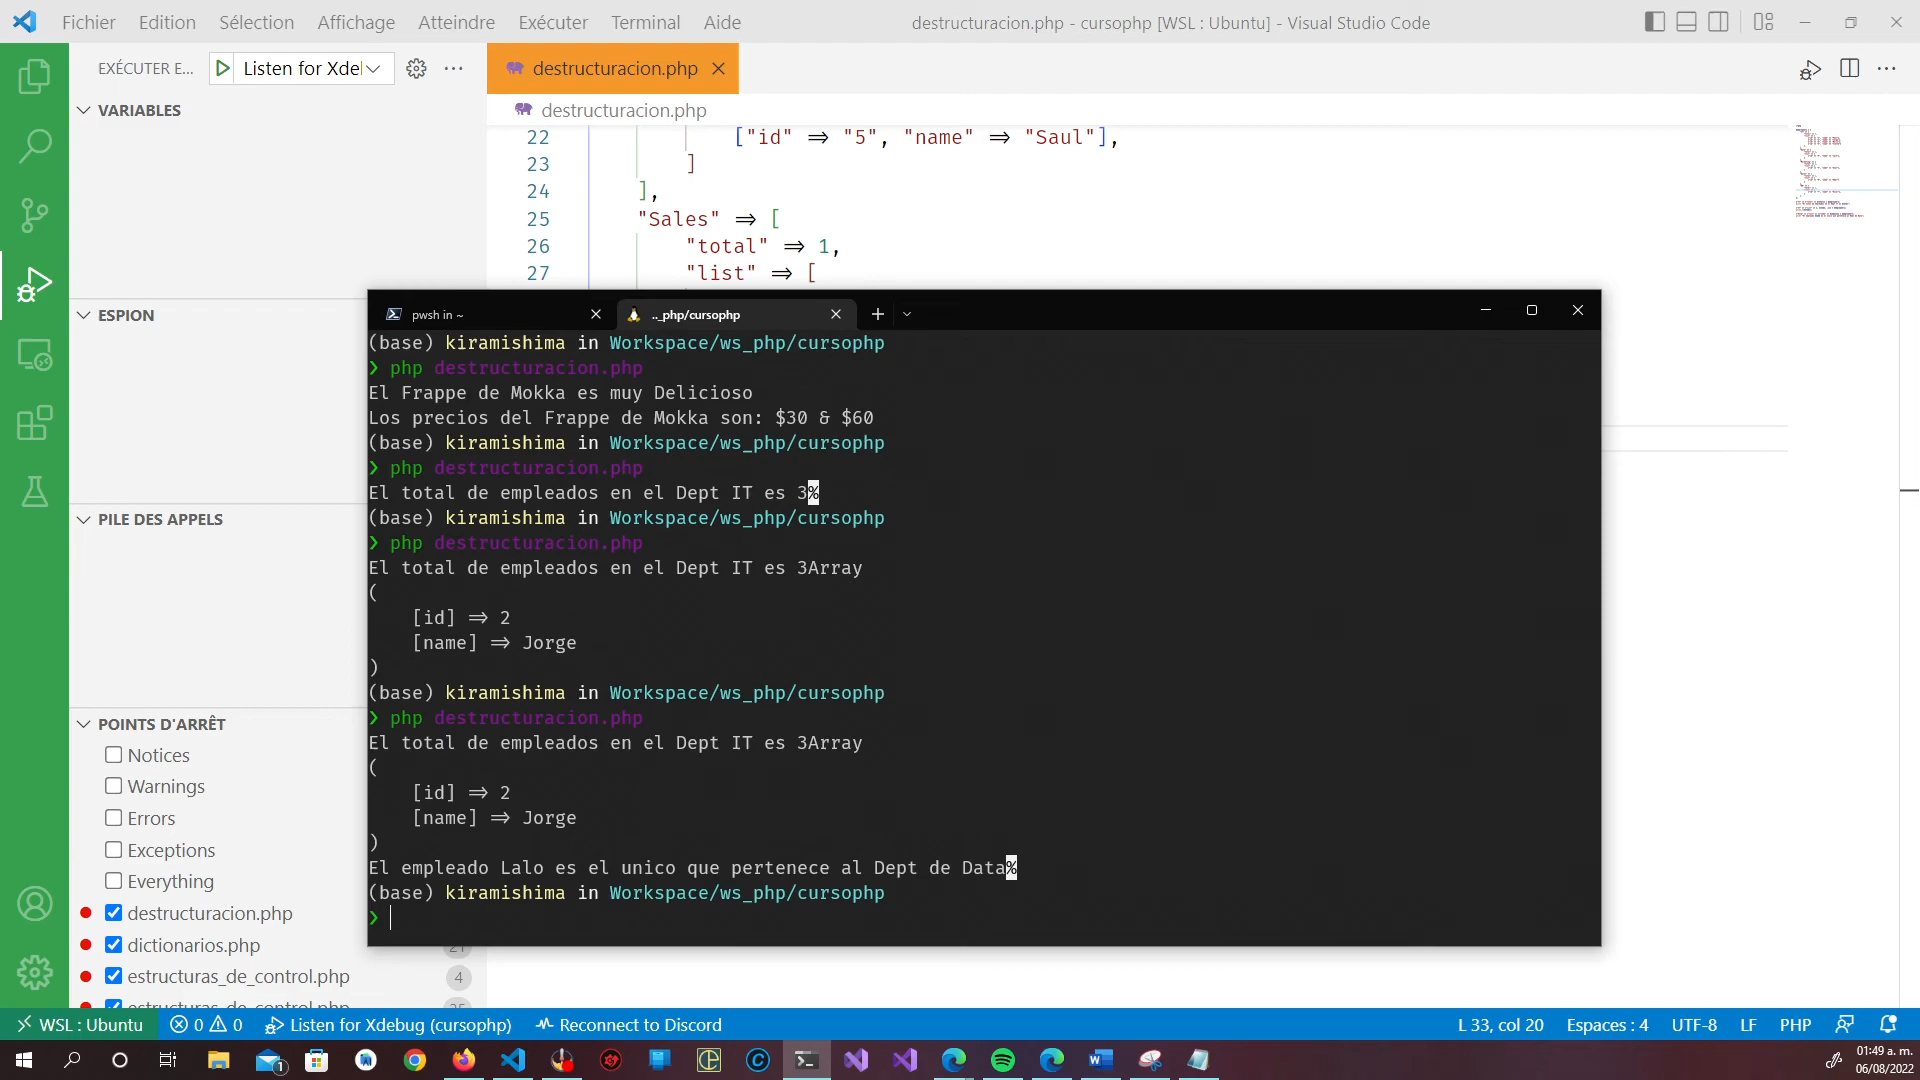 Fichier Edition Sélection Affichage Atteindre Exécuter Terminal Aide
destructuracion.php - cursophp [WSL : Ubuntu] - Visual Studio Code
EXÉCUTER E... Listen for Xdel
destructuracion.php
destructuracion.php
VARIABLES
22 ["id" => "5", "name" => "Saul"],
23 ]
24 ],
25 "Sales" => [
26 "total" => 1,
27 "list" => [
ESPION
PILE DES APPELS
POINTS D'ARRÊT
Notices
Warnings
Errors
Exceptions
Everything
destructuracion.php
dictionarios.php 21
estructuras_de_control.php 4
estructuras_de_control.php
pwsh in ~
.._php/cursophp
(base) kiramishima in Workspace/ws_php/cursophp
❯ php destructuracion.php
El Frappe de Mokka es muy Delicioso
Los precios del Frappe de Mokka son: $30 & $60
(base) kiramishima in Workspace/ws_php/cursophp
❯ php destructuracion.php
El total de empleados en el Dept IT es 3%
(base) kiramishima in Workspace/ws_php/cursophp
❯ php destructuracion.php
El total de empleados en el Dept IT es 3Array
(
[id] => 2
[name] => Jorge
)
(base) kiramishima in Workspace/ws_php/cursophp
❯ php destructuracion.php
El total de empleados en el Dept IT es 3Array
(
[id] => 2
[name] => Jorge
)
El empleado Lalo es el unico que pertenece al Dept de Data%
(base) kiramishima in Workspace/ws_php/cursophp
❯
WSL : Ubuntu 0 0 Listen for Xdebug (cursophp) Reconnect to Discord
L 33, col 20 Espaces : 4 UTF-8 LF PHP
01:49 a. m.
06/08/2022